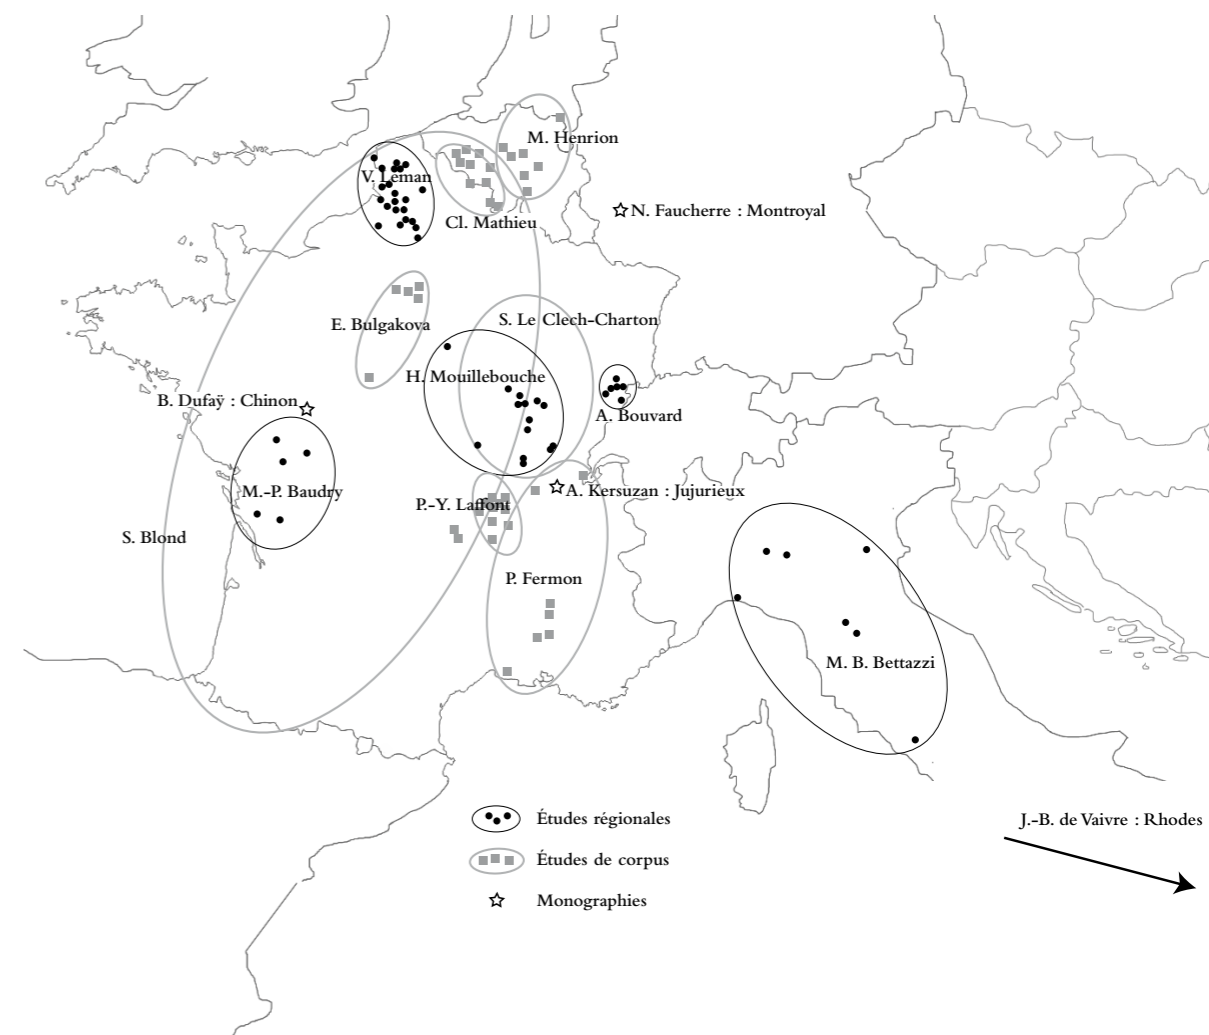 M. Henrion
V. Leman
Cl. Mathieu
N. Faucherre : Montroyal
E. Bulgakova
S. Le Clech-Charton
H. Mouillebouche
B. Dufaÿ : Chinon
A. Bouvard
M.-P. Baudry
A. Kersuzan : Jujurieux
P.-Y. Laffont
S. Blond
P. Fermon
M. B. Bettazzi
J.-B. de Vaivre : Rhodes
Études régionales
Études de corpus
Monographies